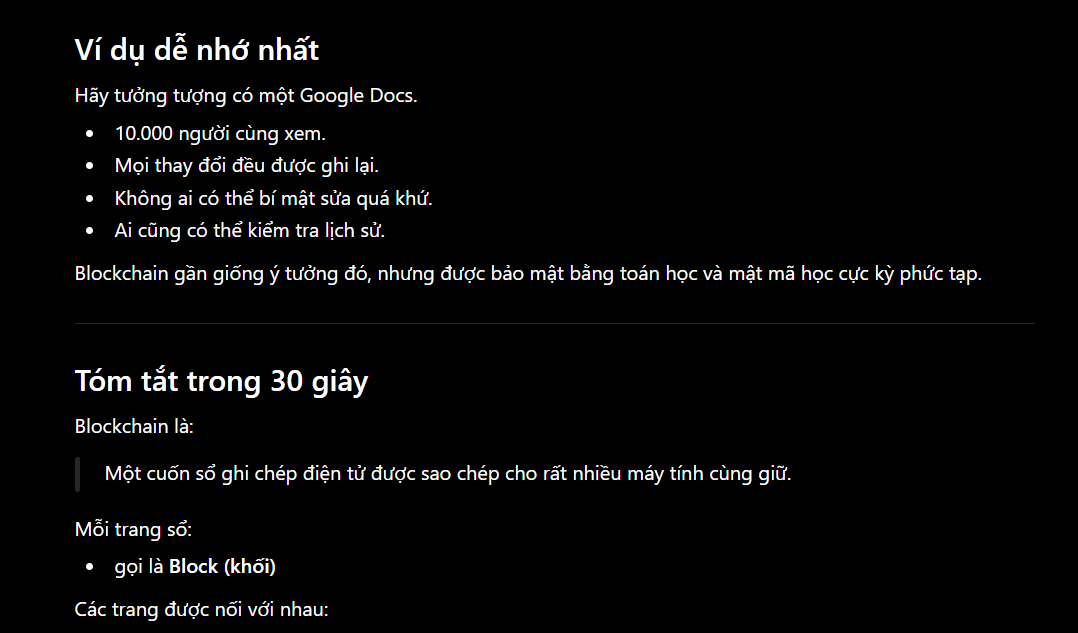 Ví dụ dễ nhớ nhất
Hãy tưởng tượng có một Google Docs.
• 10.000 người cùng xem.
• Mọi thay đổi đều được ghi lại.
• Không ai có thể bí mật sửa quá khứ.
• Ai cũng có thể kiểm tra lịch sử.
Blockchain gần giống ý tưởng đó, nhưng được bảo mật bằng toán học và mật mã học cực kỳ phức tạp.
Tóm tắt trong 30 giây
Blockchain là:
Một cuốn sổ ghi chép điện tử được sao chép cho rất nhiều máy tính cùng giữ.
Mỗi trang sổ:
• gọi là Block (khối)
Các trang được nối với nhau: